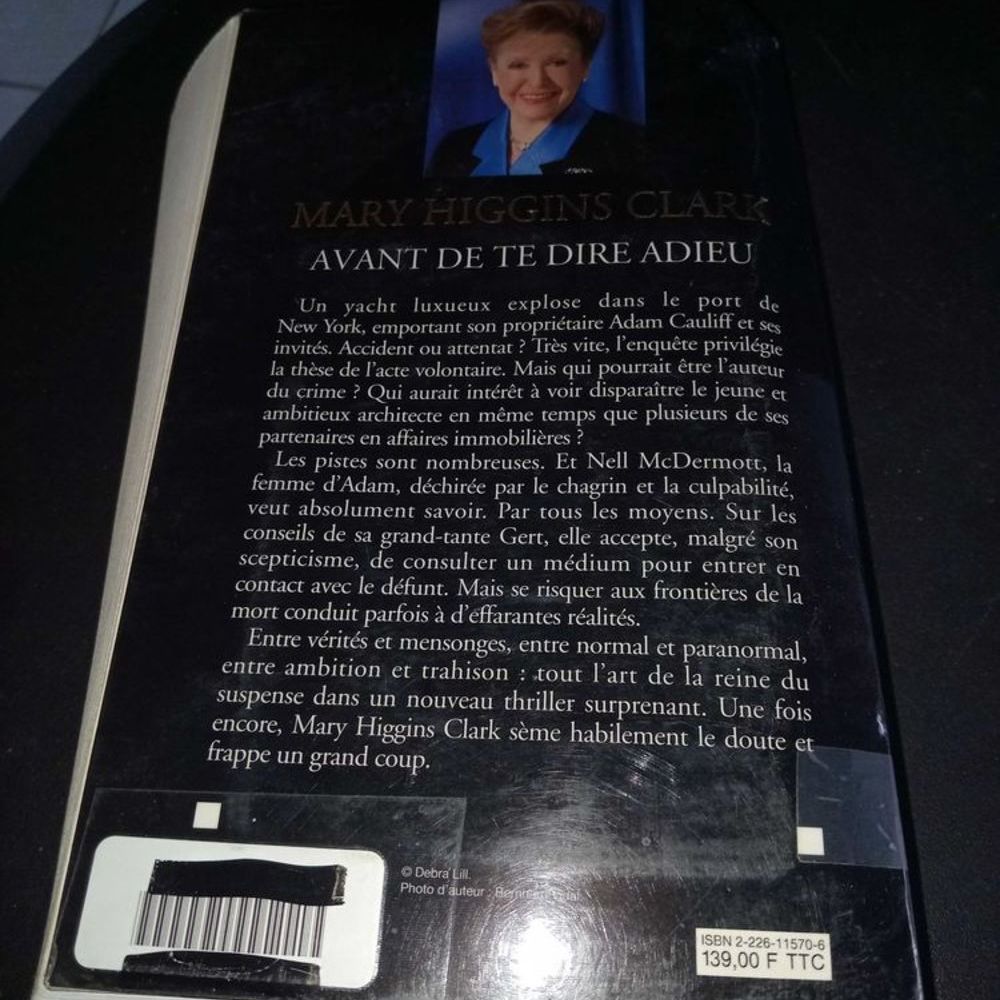 MARY HIGGINS CLARK
AVANT DE TE DIRE ADIEU
Un yacht luxueux explose dans le port de
New York, emportant son propriétaire Adam Cauliff et ses
invités. Accident ou attentat ? Très vite, l'enquête privilégie
la thèse de l'acte volontaire. Mais qui pourrait être l'auteur
du crime ? Qui aurait intérêt à voir disparaître le jeune et
ambitieux architecte en même temps que plusieurs de ses
partenaires en affaires immobilières ?
Les pistes sont nombreuses. Et Nell McDermott, la
femme d'Adam, déchirée par le chagrin et la culpabilité,
veut absolument savoir. Par tous les moyens. Sur les
conseils de sa grand-tante Gert, elle accepte, malgré son
scepticisme, de consulter un médium pour entrer en
contact avec le défunt. Mais se risquer aux frontières de la
mort conduit parfois à d'effarantes réalités.
Entre vérités et mensonges, entre normal et paranormal,
entre ambition et trahison : tout l'art de la reine du
suspense dans un nouveau thriller surprenant. Une fois
encore, Mary Higgins Clark sème habilement le doute et
frappe un grand coup.
© Debra Lill.
Photo d'auteur :
ISBN 2-226-11570-6
139,00 F TTC